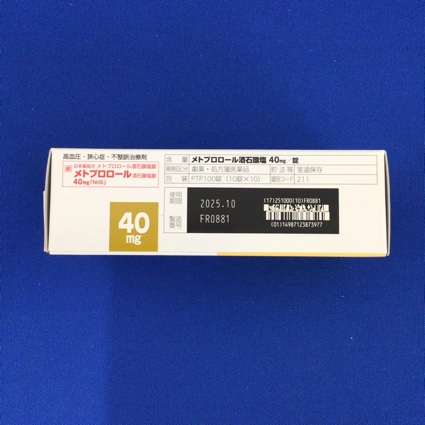 高血圧・狭心症・不整脈治療剤
日本薬局方 メトプロロール酒石酸塩錠
メトプロロール酒石酸塩錠
40mg「NIG」
40
mg
含量 メトプロロール酒石酸塩 40mg/錠
規制区分 劇薬・処方箋医薬品 貯法等 室温保存
包装 PTP100錠(10錠×10) 識別コード 211
使用期限 2025.10
製造番号 FR0881
(17)251000(10)FR0881
(01)14987123873977